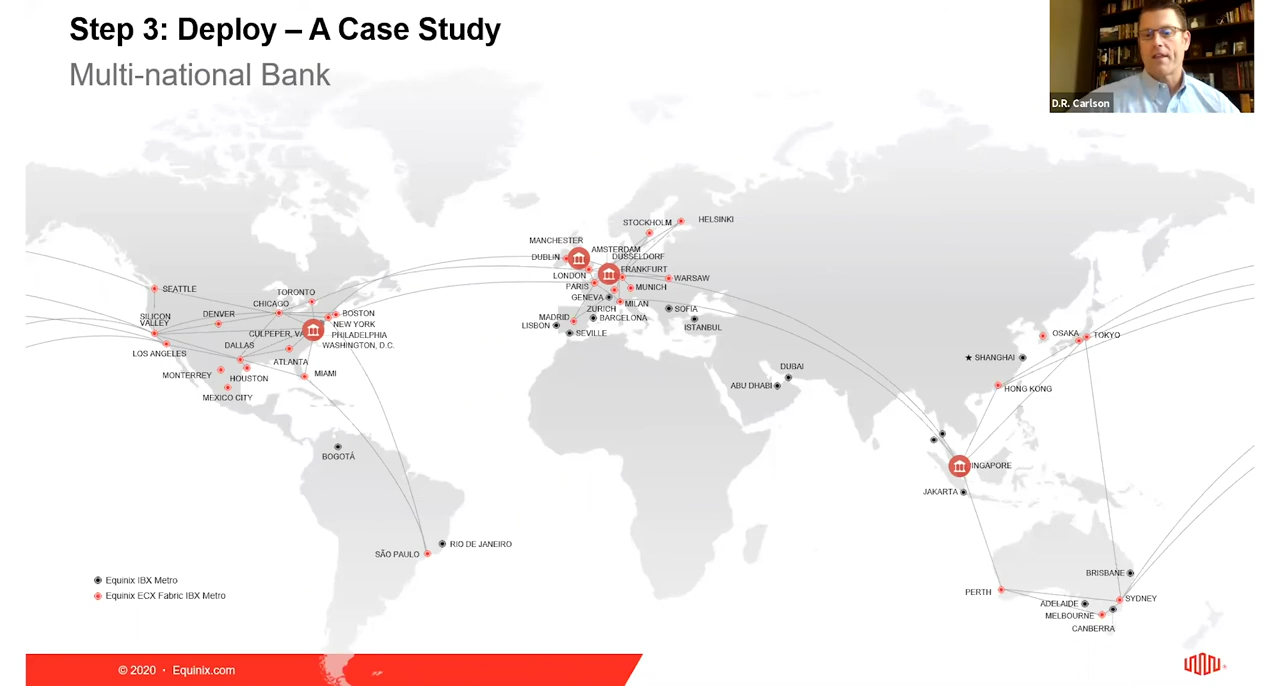 Step 3: Deploy – A Case Study
Multi-national Bank
D.R. Carlson
STOCKHOLM
HELSINKI
MANCHESTER
AMSTERDAM
DUBLIN
DUSSELDORF
LONDON
FRANKFURT
WARSAW
PARIS
MUNICH
GENEVA
ZURICH
MILAN
MADRID
BARCELONA
SOFIA
LISBON
SEVILLE
ISTANBUL
SEATTLE
TORONTO
CHICAGO
SILICON
VALLEY
DENVER
BOSTON
NEW YORK
CULPEPER, VA
PHILADELPHIA
WASHINGTON, D.C.
DALLAS
LOS ANGELES
ATLANTA
MONTERREY
HOUSTON
MIAMI
MEXICO CITY
OSAKA
TOKYO
★ SHANGHAI
DUBAI
ABU DHABI
HONG KONG
BOGOTÁ
INGAPORE
JAKARTA
SÃO PAULO
RIO DE JANEIRO
BRISBANE
PERTH
SYDNEY
ADELAIDE
MELBOURNE
CANBERRA
Equinix IBX Metro
Equinix ECX Fabric IBX Metro
© 2020 · Equinix.com